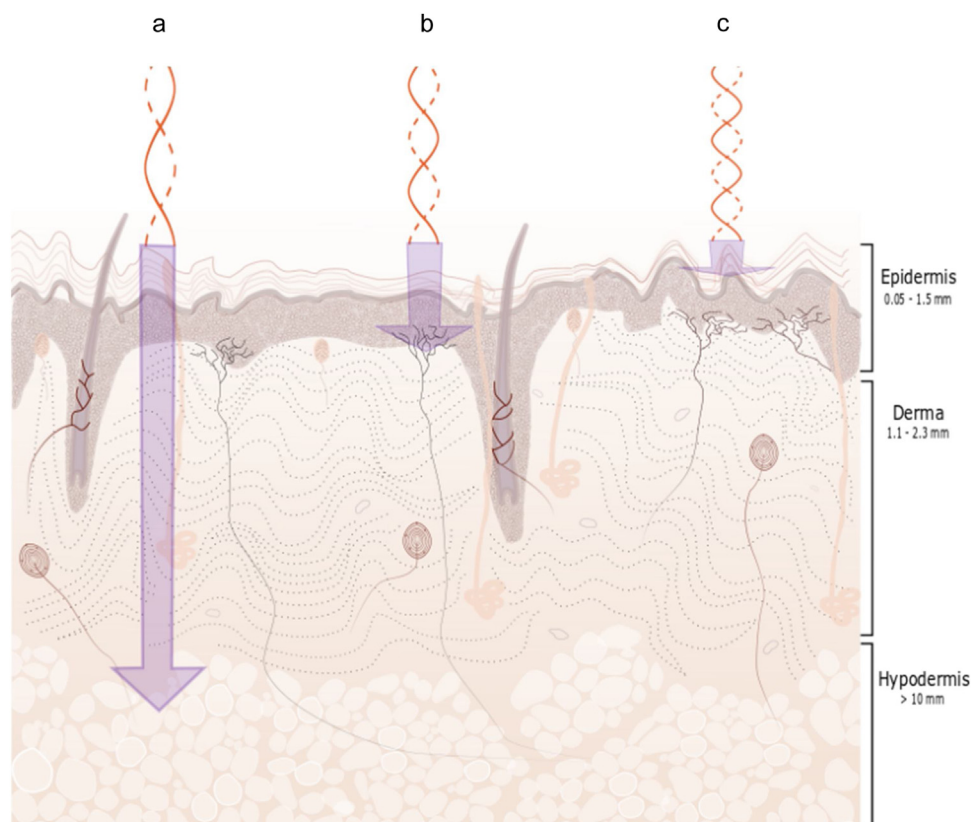 a
b
c
Epidermis
0.05 - 1.5 mm
Derma
1.1 - 2.3 mm
Hypodermis
> 10 mm